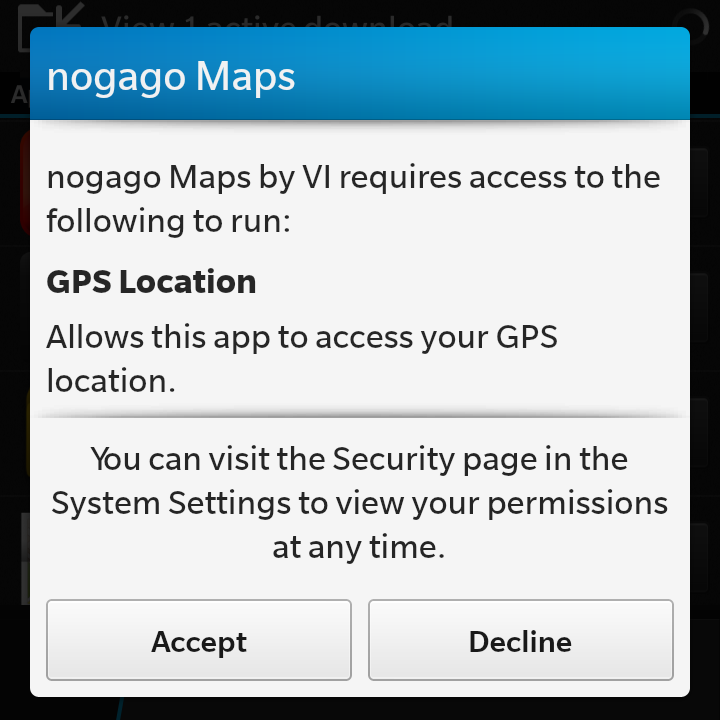 View 1 active download
nogago Maps
nogago Maps by VI requires access to the
following to run:
GPS Location
Allows this app to access your GPS
location.
You can visit the Security page in the
System Settings to view your permissions
at any time.
Accept
Decline